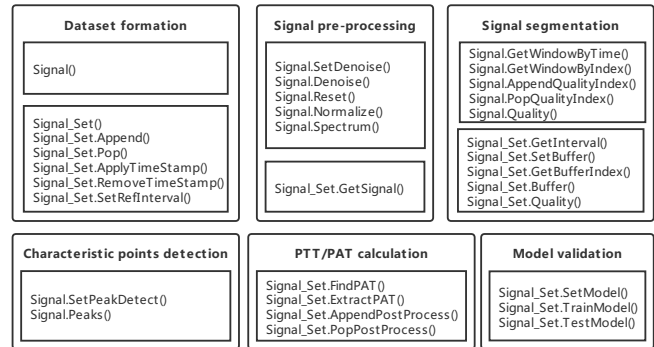 Dataset formation
Signal()
Signal_Set()
Signal_Set.Append()
Signal_Set.Pop()
Signal_Set.ApplyTimeStamp()
Signal_Set.RemoveTimeStamp()
Signal_Set.SetRefInterval()
Signal pre-processing
Signal.SetDenoise()
Signal.Denoise()
Signal.Reset()
Signal.Normalize()
Signal.Spectrum()
Signal_Set.GetSignal()
Signal segmentation
Signal.GetWindowByTime()
Signal.GetWindowByIndex()
Signal.AppendQualityIndex()
Signal.PopQualityIndex()
Signal.Quality()
Signal_Set.GetInterval()
Signal_Set.SetBuffer()
Signal_Set.GetBufferIndex()
Signal_Set.Buffer()
Signal_Set.Quality()
Characteristic points detection
Signal.SetPeakDetect()
Signal.Peaks()
PTT/PAT calculation
Signal_Set.FindPAT()
Signal_Set.ExtractPAT()
Signal_Set.AppendPostProcess()
Signal_Set.PopPostProcess()
Model validation
Signal_Set.SetModel()
Signal_Set.TrainModel()
Signal_Set.TestModel()